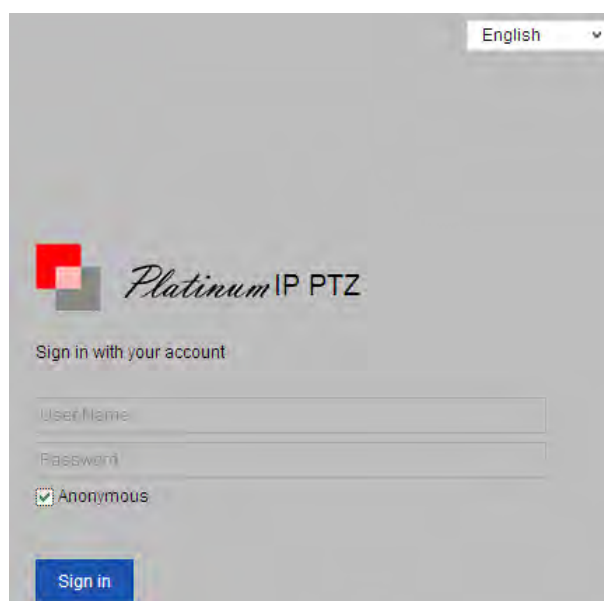 English
Platinum IP PTZ
Sign in with your account
User Name
Password
Anonymous
Sign in